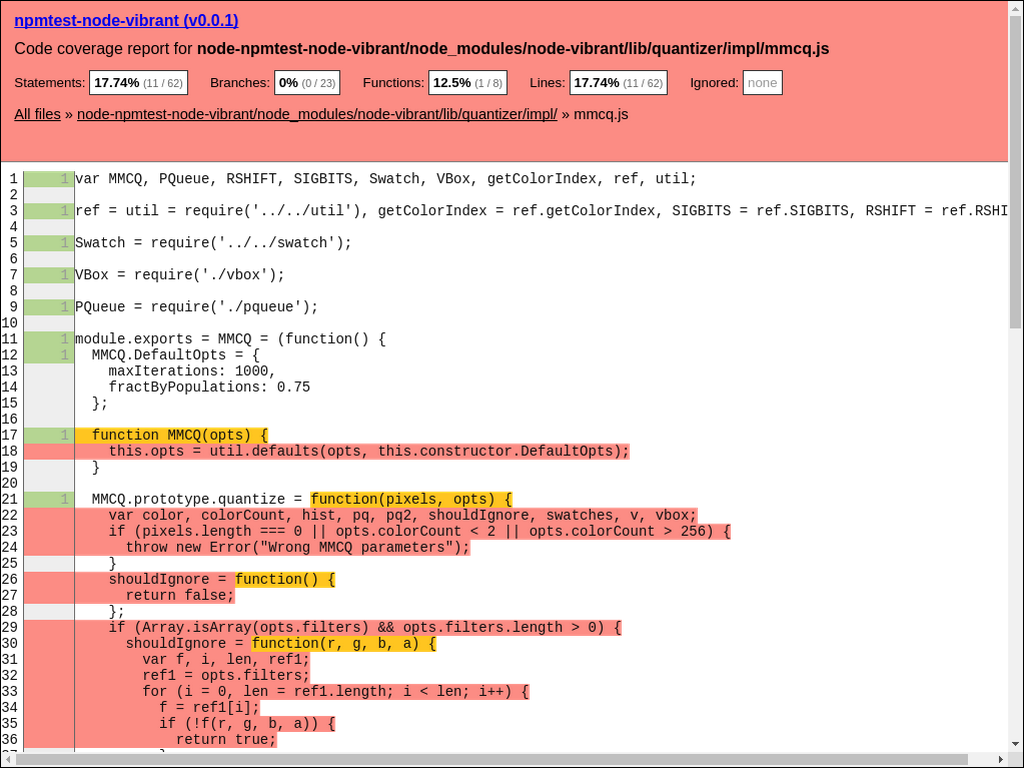 npmtest-node-vibrant (v0.0.1)
Code coverage report for node-npmtest-node-vibrant/node_modules/node-vibrant/lib/quantizer/impl/mmcq.js
Statements: 17.74% (11 / 62) Branches: 0% (0 / 23) Functions: 12.5% (1 / 8) Lines: 17.74% (11 / 62) Ignored: none
All files » node-npmtest-node-vibrant/node_modules/node-vibrant/lib/quantizer/impl/ » mmcq.js
1 1 var MMCQ, PQueue, RSHIFT, SIGBITS, Swatch, VBox, getColorIndex, ref, util;
2
3 1 ref = util = require('../../util'), getColorIndex = ref.getColorIndex, SIGBITS = ref.SIGBITS, RSHIFT = ref.RSHI
4
5 1 Swatch = require('../../swatch');
6
7 1 VBox = require('./vbox');
8
9 1 PQueue = require('./pqueue');
10
11 1 module.exports = MMCQ = (function() {
12 1   MMCQ.DefaultOpts = {
13     maxIterations: 1000,
14     fractByPopulations: 0.75
15   };
16
17 1   function MMCQ(opts) {
18     this.opts = util.defaults(opts, this.constructor.DefaultOpts);
19   }
20
21 1   MMCQ.prototype.quantize = function(pixels, opts) {
22     var color, colorCount, hist, pq, pq2, shouldIgnore, swatches, v, vbox;
23     if (pixels.length === 0 || opts.colorCount < 2 || opts.colorCount > 256) {
24       throw new Error("Wrong MMCQ parameters");
25     }
26     shouldIgnore = function() {
27       return false;
28     };
29     if (Array.isArray(opts.filters) && opts.filters.length > 0) {
30       shouldIgnore = function(r, g, b, a) {
31         var f, i, len, ref1;
32         ref1 = opts.filters;
33         for (i = 0, len = ref1.length; i < len; i++) {
34           f = ref1[i];
35           if (!f(r, g, b, a)) {
36             return true;